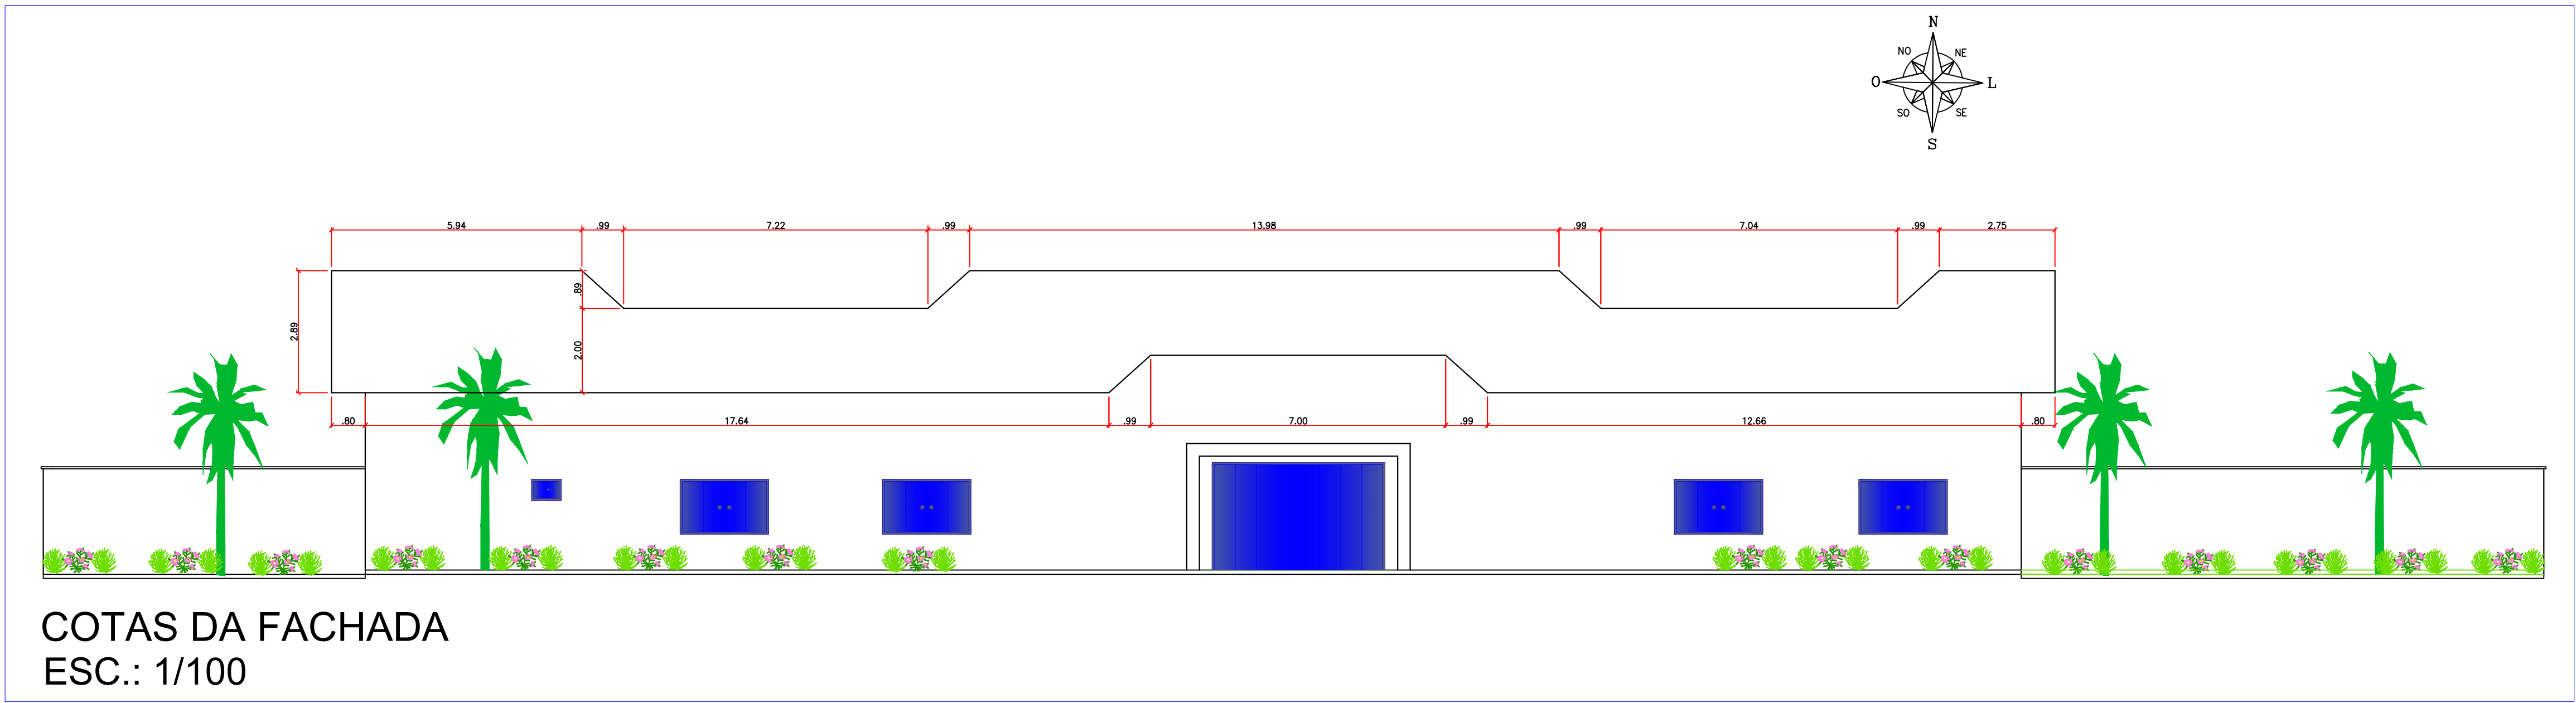 N
NO NE
O L
SO SE
S
5.94 .99 7.22 .99 13.98 .99 7.04 .99 2.75
.89
2.89
2.00
.80 17.64 .99 7.00 .99 12.66 .80
COTAS DA FACHADA
ESC.: 1/100